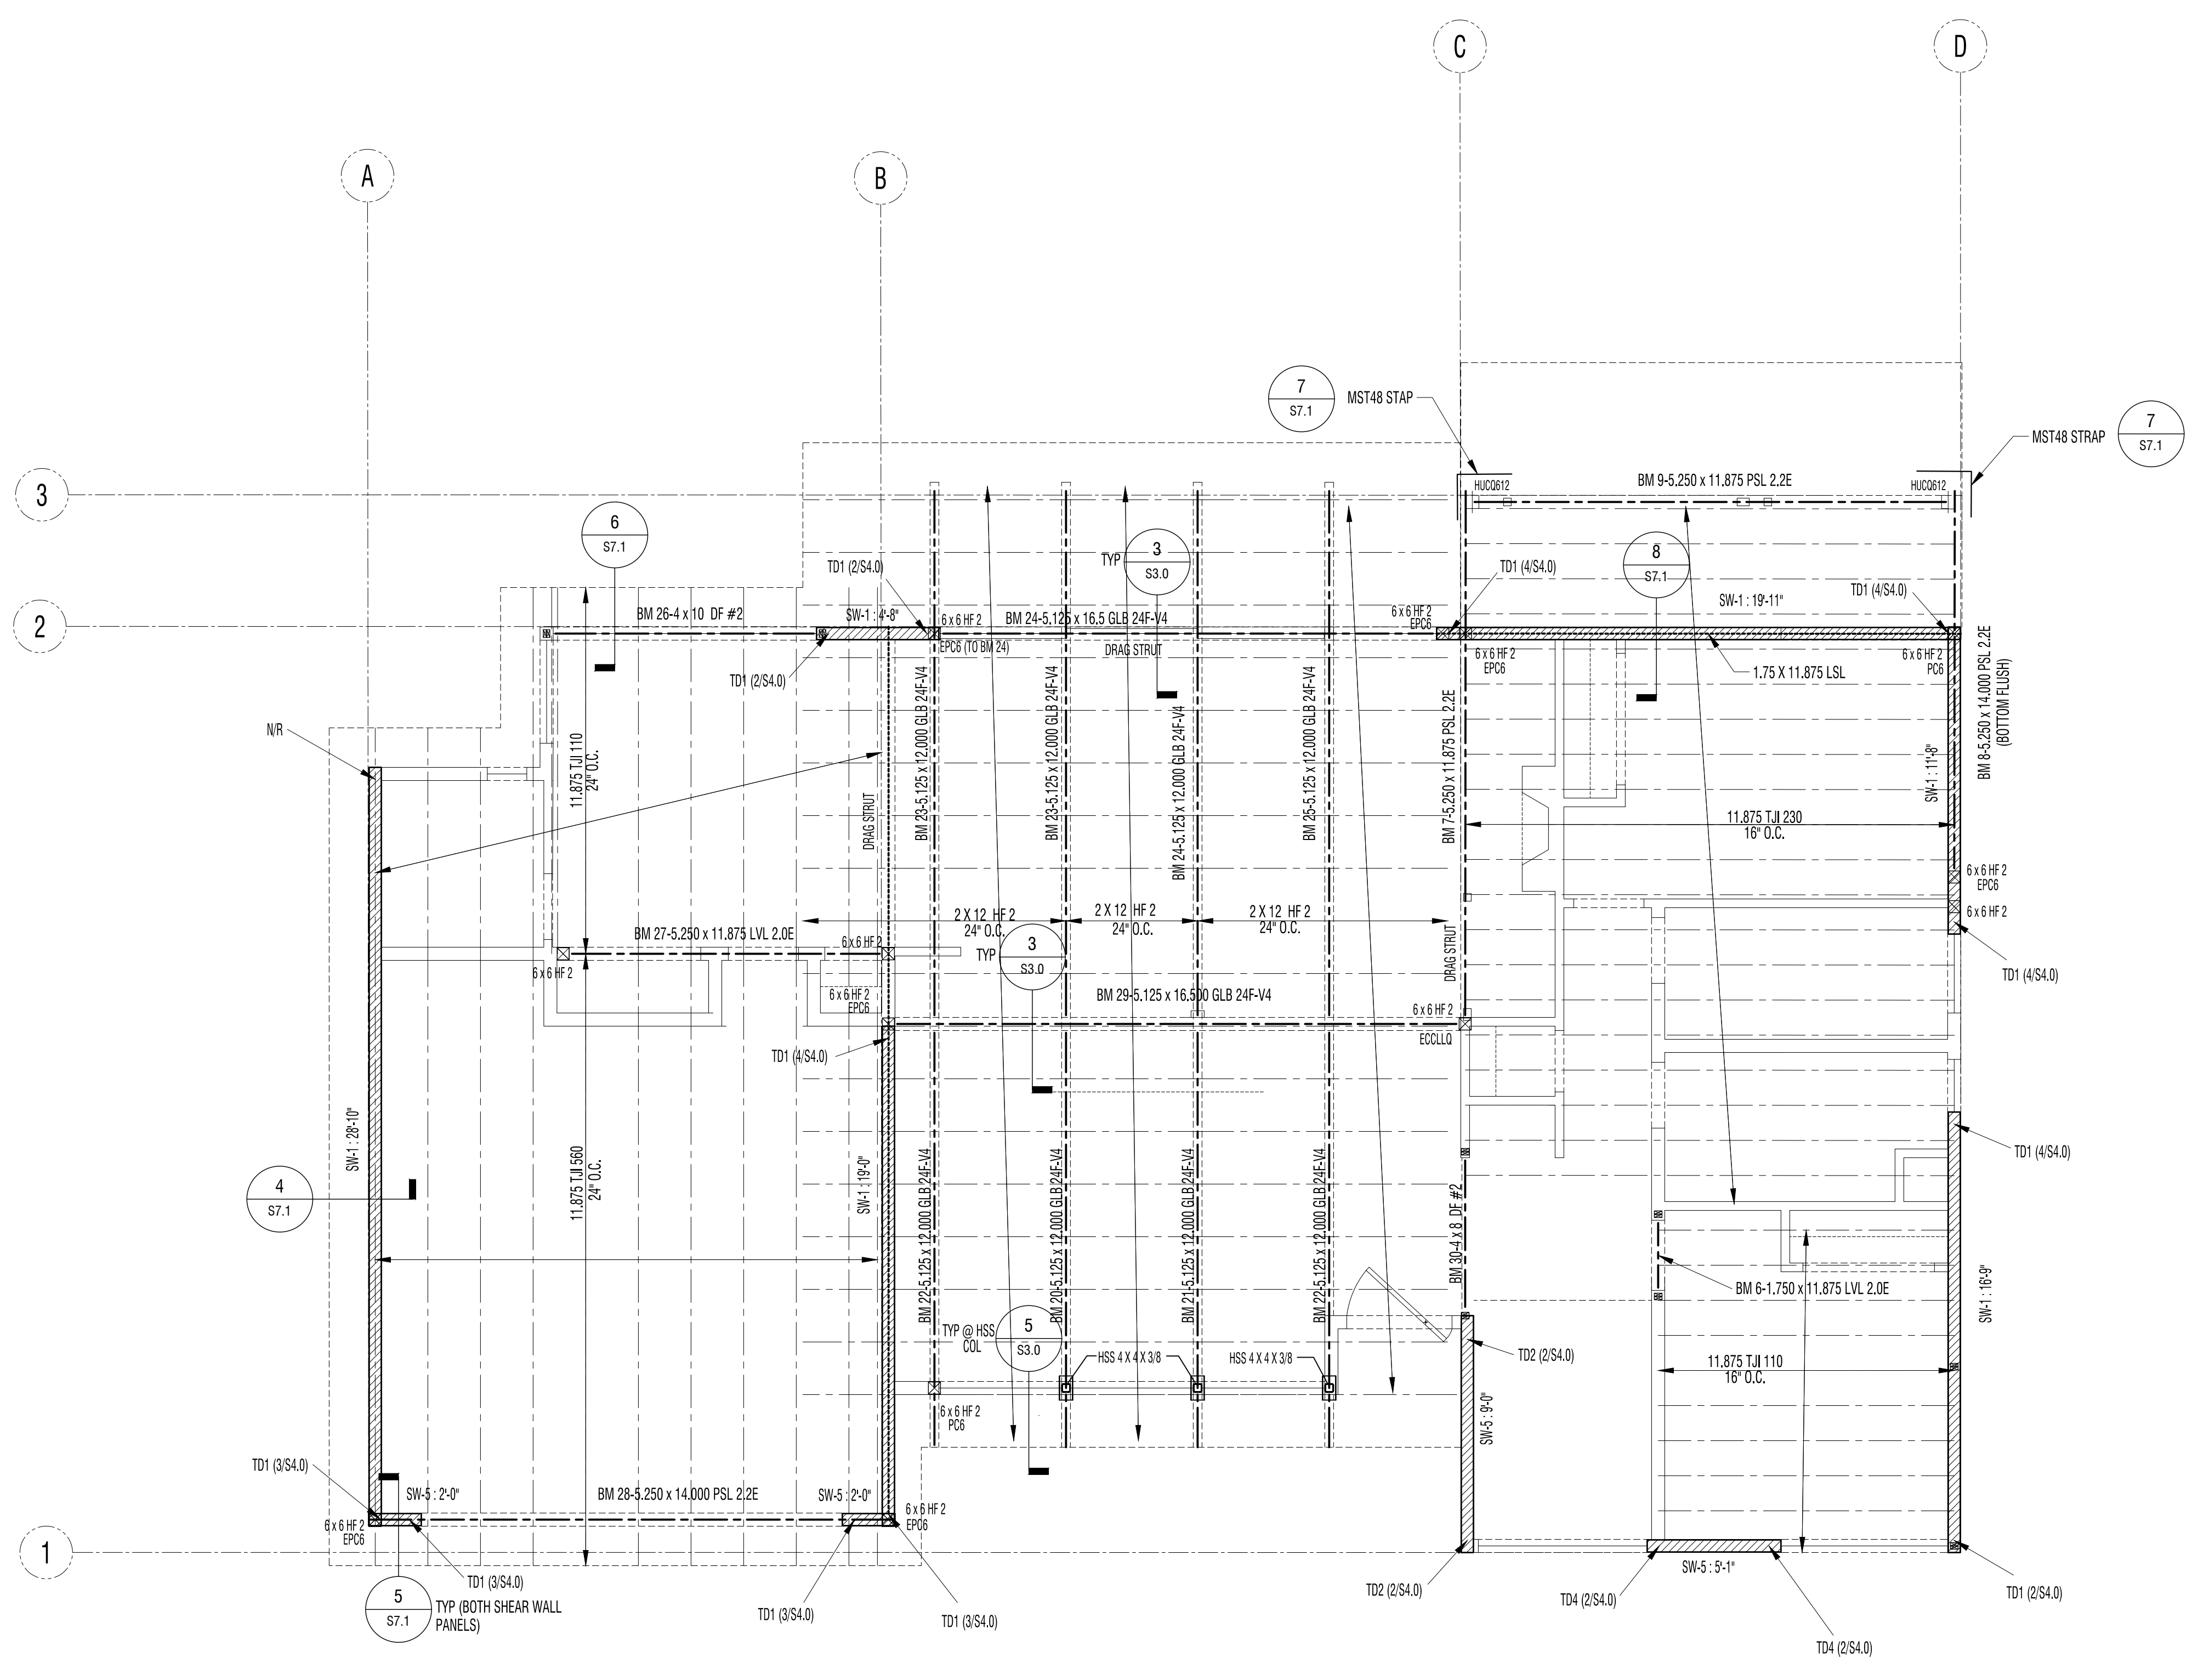 C
D
A
B
7
S7.1
MST48 STAP
7
S7.1
MST48 STRAP
3
HUCQ612
BM 9-5.250 x 11.875 PSL 2.2E
HUCQ612
6
S7.1
3
S3.0
TYP
8
S7.1
TD1 (2/S4.0)
TD1 (4/S4.0)
TD1 (4/S4.0)
2
BM 26-4 x 10 DF #2
SW-1 : 4'-8"
6 x 6 HF 2
BM 24-5.125 x 16.5 GLB 24F-V4
6 x 6 HF 2
EPC6
SW-1 : 19'-11"
EPC6 (TO BM 24)
DRAG STRUT
6 x 6 HF 2
EPC6
6 x 6 HF 2
PC6
1.75 X 11.875 LSL
BM 8-5.250 x 14.000 PSL 2.2E
(BOTTOM FLUSH)
TD1 (2/S4.0)
N/R
11.875 TJI 110
24" O.C.
DRAG STRUT
BM 23-5.125 x 12.000 GLB 24F-V4
BM 23-5.125 x 12.000 GLB 24F-V4
BM 24-5.125 x 12.000 GLB 24F-V4
BM 25-5.125 x 12.000 GLB 24F-V4
BM 7-5.250 x 11.875 PSL 2.2E
SW-1 : 11'-8"
11.875 TJI 230
16" O.C.
6 x 6 HF 2
EPC6
6 x 6 HF 2
2 X 12 HF 2
24" O.C.
2 X 12 HF 2
24" O.C.
2 X 12 HF 2
24" O.C.
BM 27-5.250 x 11.875 LVL 2.0E
6 x 6 HF 2
TYP
3
S3.0
DRAG STRUT
6 x 6 HF 2
TD1 (4/S4.0)
6 x 6 HF 2
EPC6
BM 29-5.125 x 16.500 GLB 24F-V4
6 x 6 HF 2
ECCLLQ
TD1 (4/S4.0)
SW-1 : 28'-10"
TD1 (4/S4.0)
4
S7.1
11.875 TJI 560
24" O.C.
SW-1 : 19'-0"
BM 22-5.125 x 12.000 GLB 24F-V4
BM 20-5.125 x 12.000 GLB 24F-V4
BM 21-5.125 x 12.000 GLB 24F-V4
BM 22-5.125 x 12.000 GLB 24F-V4
BM 30-4 x 8 DF #2
BM 6-1.750 x 11.875 LVL 2.0E
SW-1 : 16'-9"
TYP @ HSS
COL
5
S3.0
HSS 4 X 4 X 3/8
HSS 4 X 4 X 3/8
TD2 (2/S4.0)
11.875 TJI 110
16" O.C.
6 x 6 HF 2
PC6
SW-5 : 9'-0"
TD1 (3/S4.0)
SW-5 : 2'-0"
BM 28-5.250 x 14.000 PSL 2.2E
SW-5 : 2'-0"
6 x 6 HF 2
EPC6
6 x 6 HF 2
EPC6
1
SW-5 : 5'-1"
5
S7.1
TYP (BOTH SHEAR WALL
PANELS)
TD1 (3/S4.0)
TD1 (3/S4.0)
TD1 (3/S4.0)
TD2 (2/S4.0)
TD4 (2/S4.0)
TD1 (2/S4.0)
TD4 (2/S4.0)